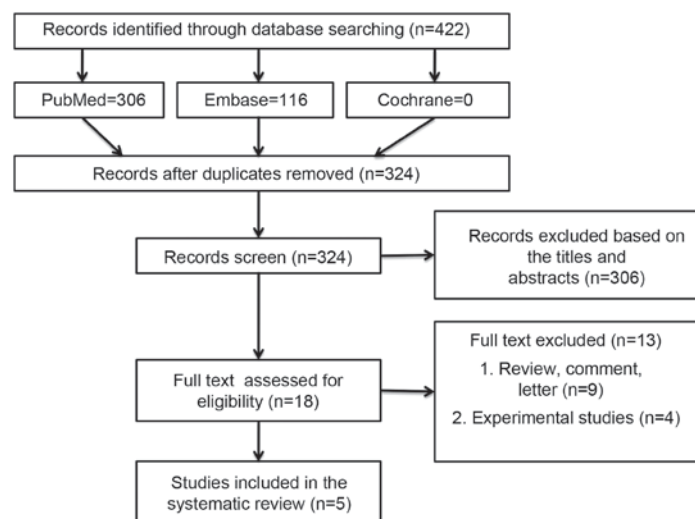 Records identified through database searching (n=422)
PubMed=306
Embase=116
Cochrane=0
Records after duplicates removed (n=324)
Records screen (n=324)
Records excluded based on
the titles and
abstracts (n=306)
Full text assessed for
eligibility (n=18)
Full text excluded (n=13)
1. Review, comment,
letter (n=9)
2. Experimental studies (n=4)
Studies included in the
systematic review (n=5)